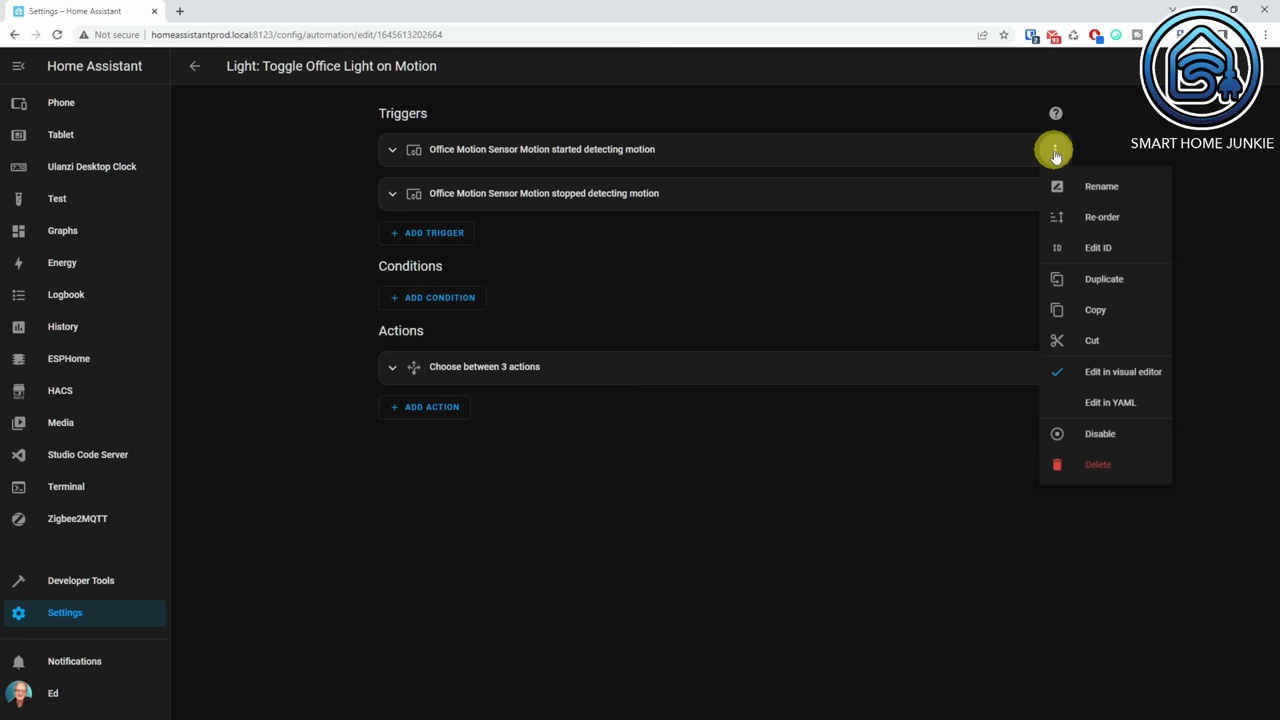 Settings – Home Assistant
Not secure
homeassistantprod.local:8123/config/automation/edit/1645613202664
Home Assistant
Light: Toggle Office Light on Motion
SMART HOME JUNKIE
Phone
Tablet
Ulanzi Desktop Clock
Test
Graphs
Energy
Logbook
History
ESPHome
HACS
Media
Studio Code Server
Terminal
Zigbee2MQTT
Developer Tools
Settings
Notifications
Ed
Triggers
Office Motion Sensor Motion started detecting motion
Office Motion Sensor Motion stopped detecting motion
+ ADD TRIGGER
Conditions
+ ADD CONDITION
Actions
Choose between 3 actions
+ ADD ACTION
Rename
Re-order
ID Edit ID
Duplicate
Copy
Cut
Edit in visual editor
Edit in YAML
Disable
Delete